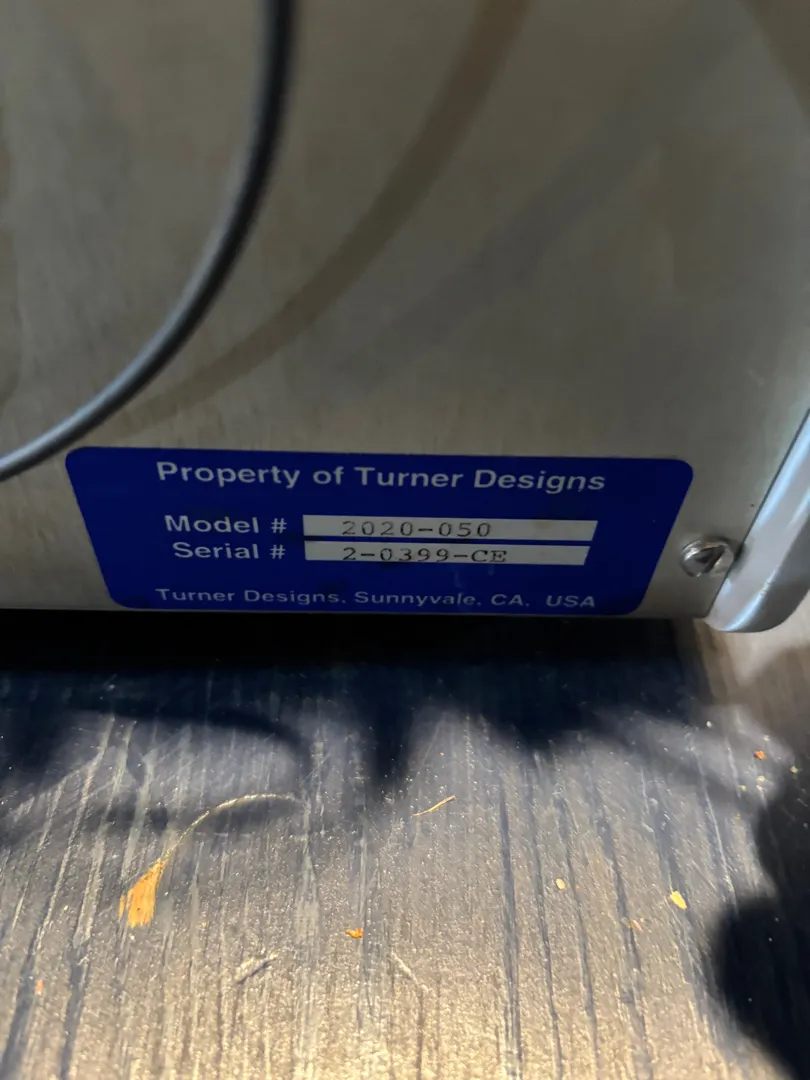 Property of Turner Designs
Model # 2020-050
Serial # 2-0399-CE
Turner Designs, Sunnyvale, CA. USA